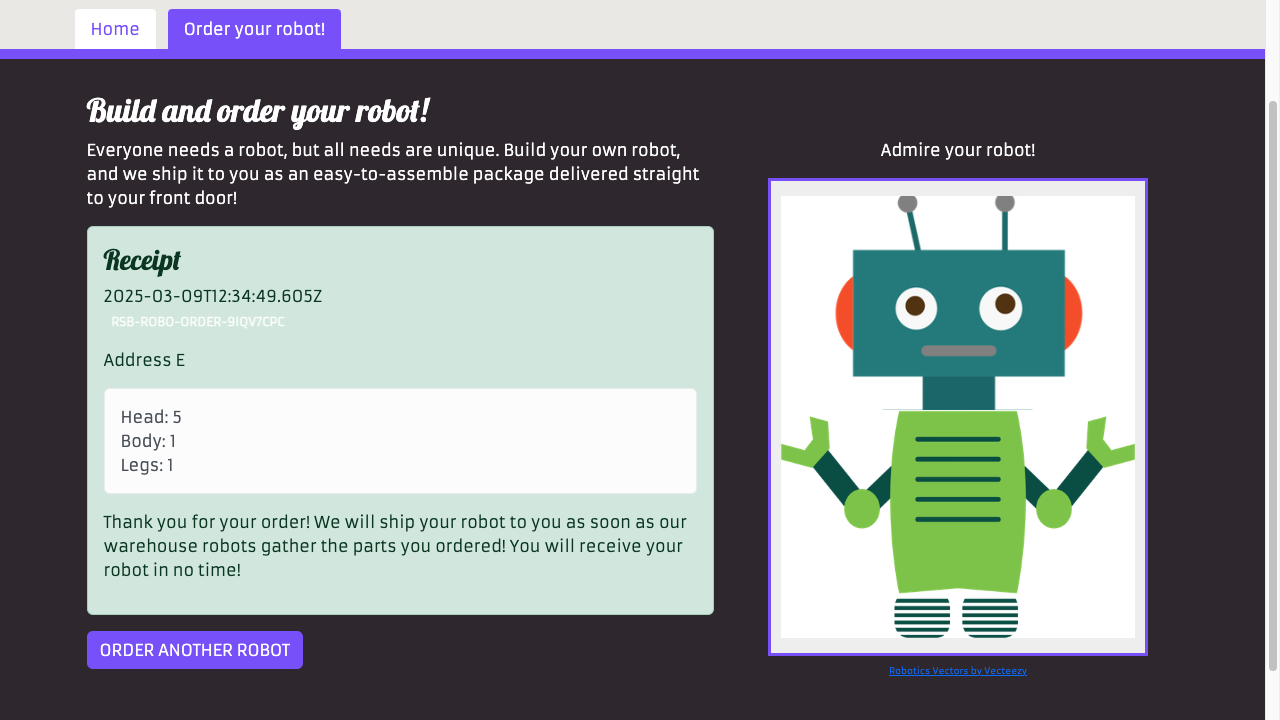 Home
Order your robot!
Build and order your robot!
Everyone needs a robot, but all needs are unique. Build your own robot,
and we ship it to you as an easy-to-assemble package delivered straight
to your front door!
Receipt
2025-03-09T12:34:49.605Z
RSB-ROBO-ORDER-9IQV7CPC
Address E
Head: 5
Body: 1
Legs: 1
Thank you for your order! We will ship your robot to you as soon as our
warehouse robots gather the parts you ordered! You will receive your
robot in no time!
ORDER ANOTHER ROBOT
Admire your robot!
Robotics Vectors by Vecteezy